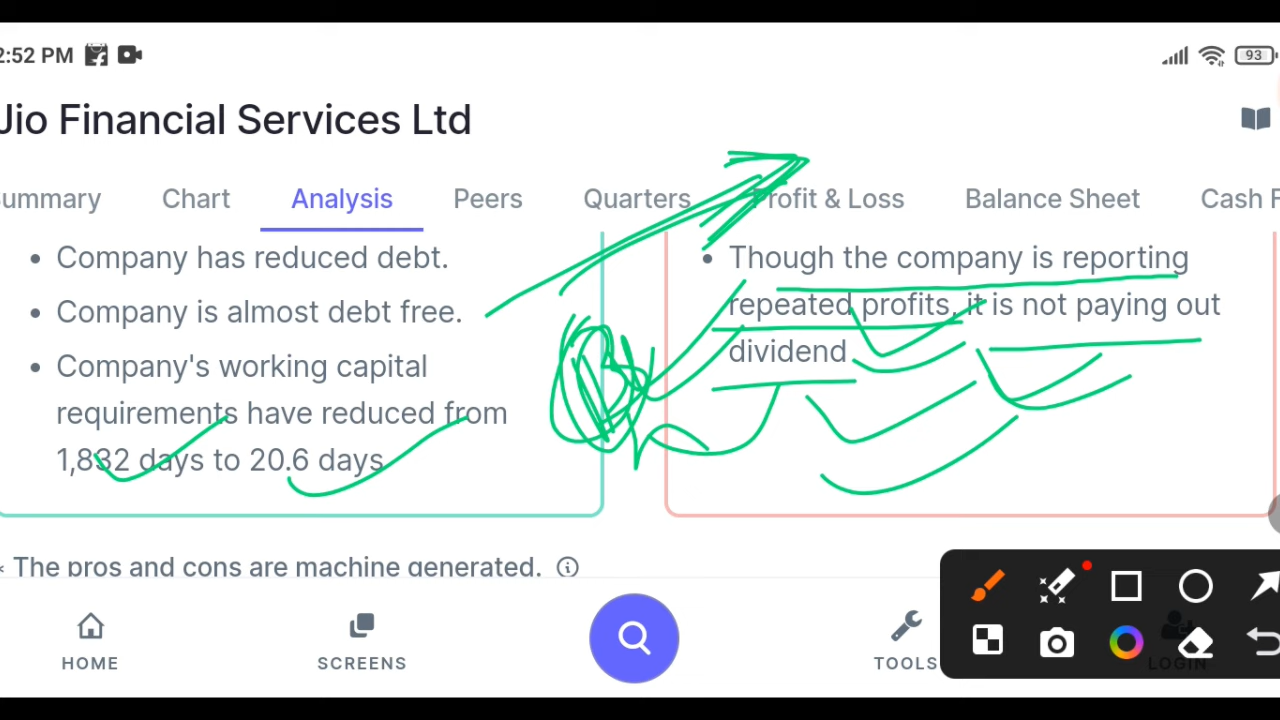 2:52 PM
93
Jio Financial Services Ltd
Summary Chart Analysis Peers Quarters Profit & Loss Balance Sheet Cash F
• Company has reduced debt.
• Company is almost debt free.
• Company's working capital
requirements have reduced from
1,832 days to 20.6 days
• Though the company is reporting
repeated profits, it is not paying out
dividend
The pros and cons are machine generated.
HOME SCREENS TOOLS LOGIN